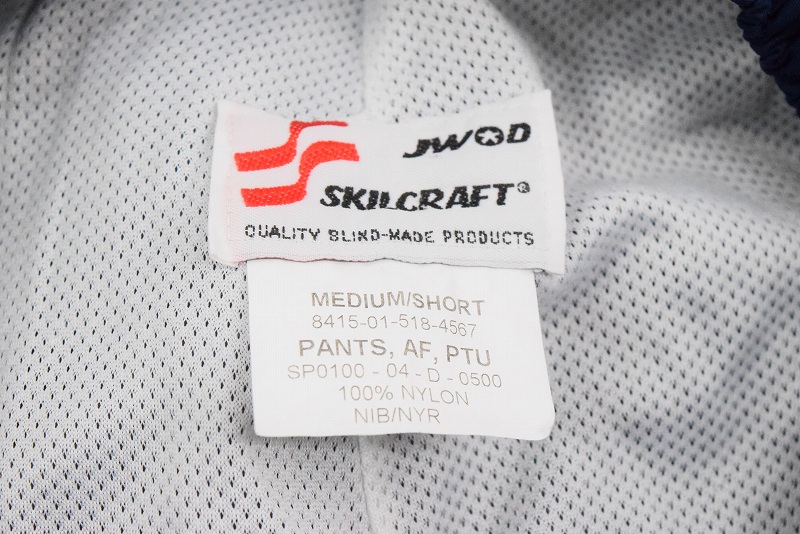 JWOD
SKILCRAFT®
QUALITY BLIND-MADE PRODUCTS
MEDIUM/SHORT
8415-01-518-4567
PANTS, AF, PTU
SP0100 - 04 - D - 0500
100% NYLON
NIB/NYR